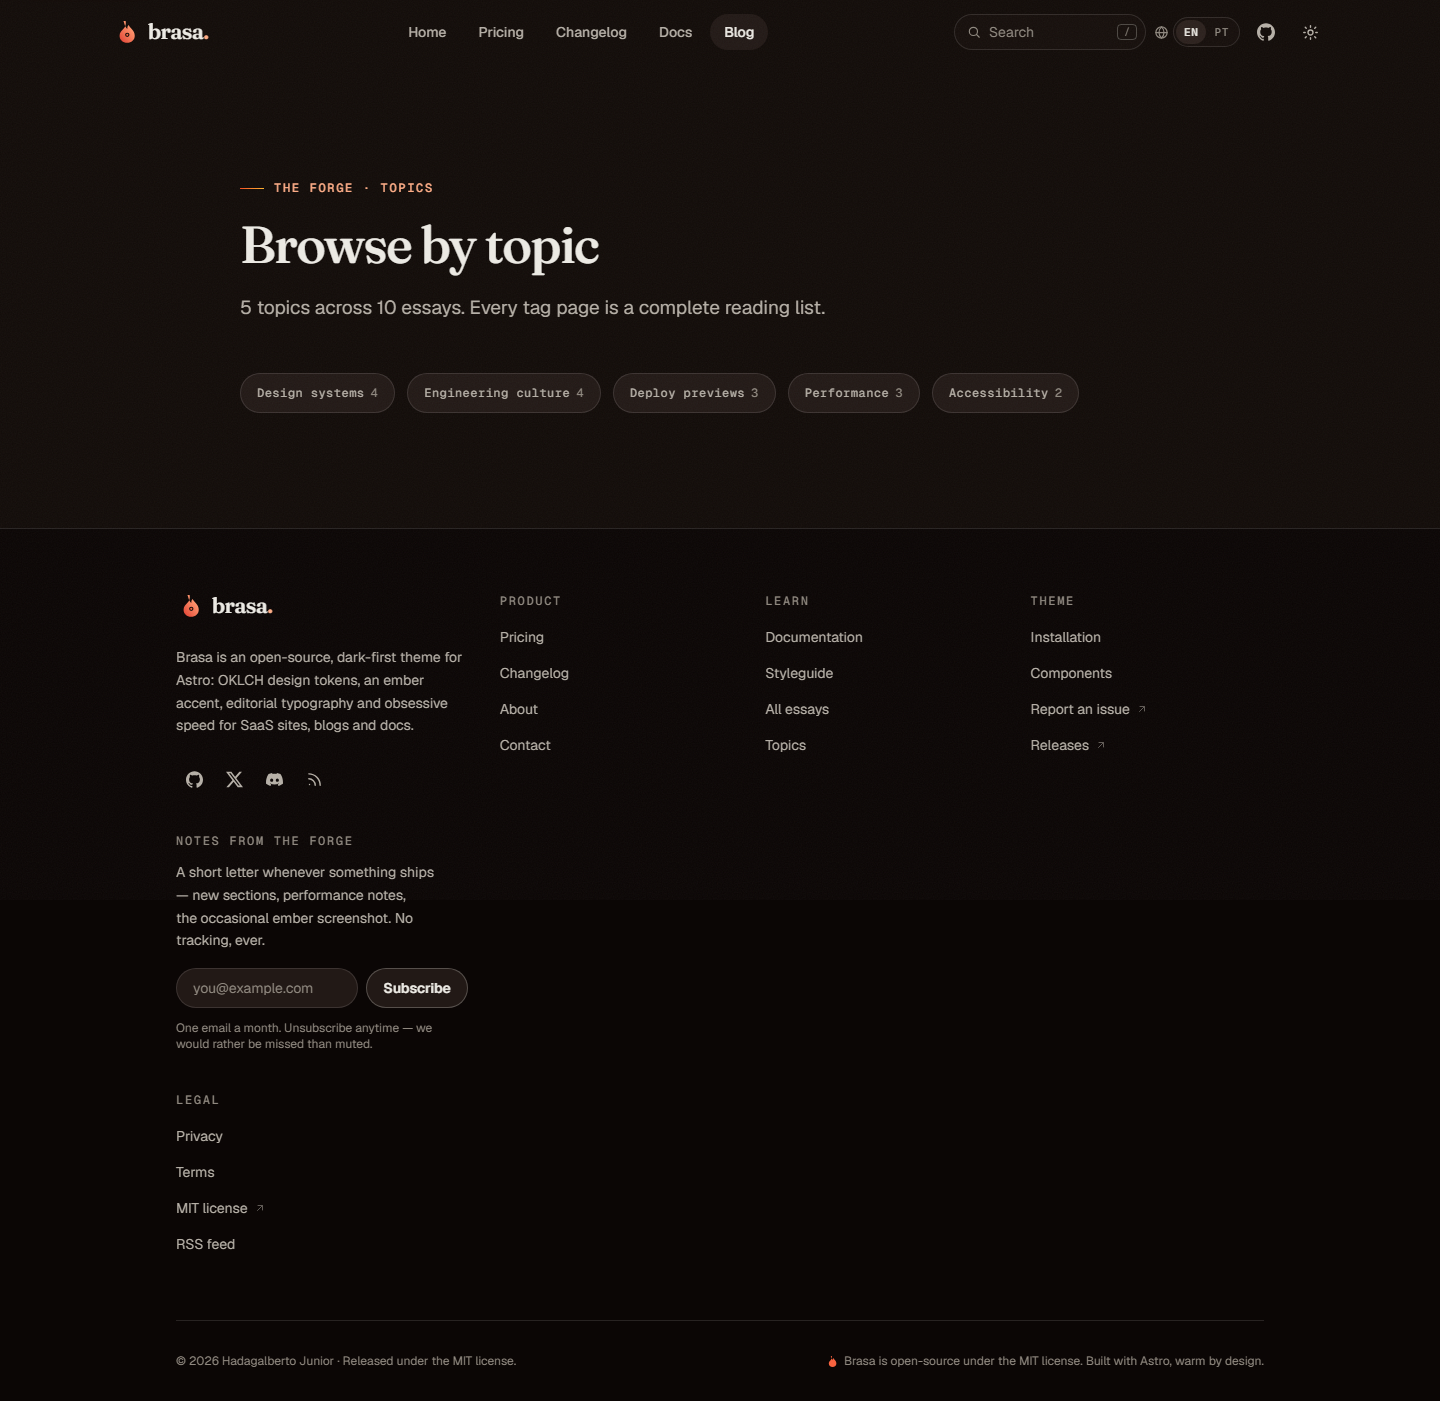 brasa.
Home
Pricing
Changelog
Docs
Blog
Search
/
EN
PT
THE FORGE · TOPICS
Browse by topic
5 topics across 10 essays. Every tag page is a complete reading list.
Design systems 4
Engineering culture 4
Deploy previews 3
Performance 3
Accessibility 2
brasa.
Brasa is an open-source, dark-first theme for
Astro: OKLCH design tokens, an ember
accent, editorial typography and obsessive
speed for SaaS sites, blogs and docs.
NOTES FROM THE FORGE
A short letter whenever something ships
— new sections, performance notes,
the occasional ember screenshot. No
tracking, ever.
you@example.com
Subscribe
One email a month. Unsubscribe anytime — we
would rather be missed than muted.
PRODUCT
Pricing
Changelog
About
Contact
LEARN
Documentation
Styleguide
All essays
Topics
THEME
Installation
Components
Report an issue
Releases
LEGAL
Privacy
Terms
MIT license
RSS feed
© 2026 Hadagalberto Junior · Released under the MIT license.
Brasa is open-source under the MIT license. Built with Astro, warm by design.